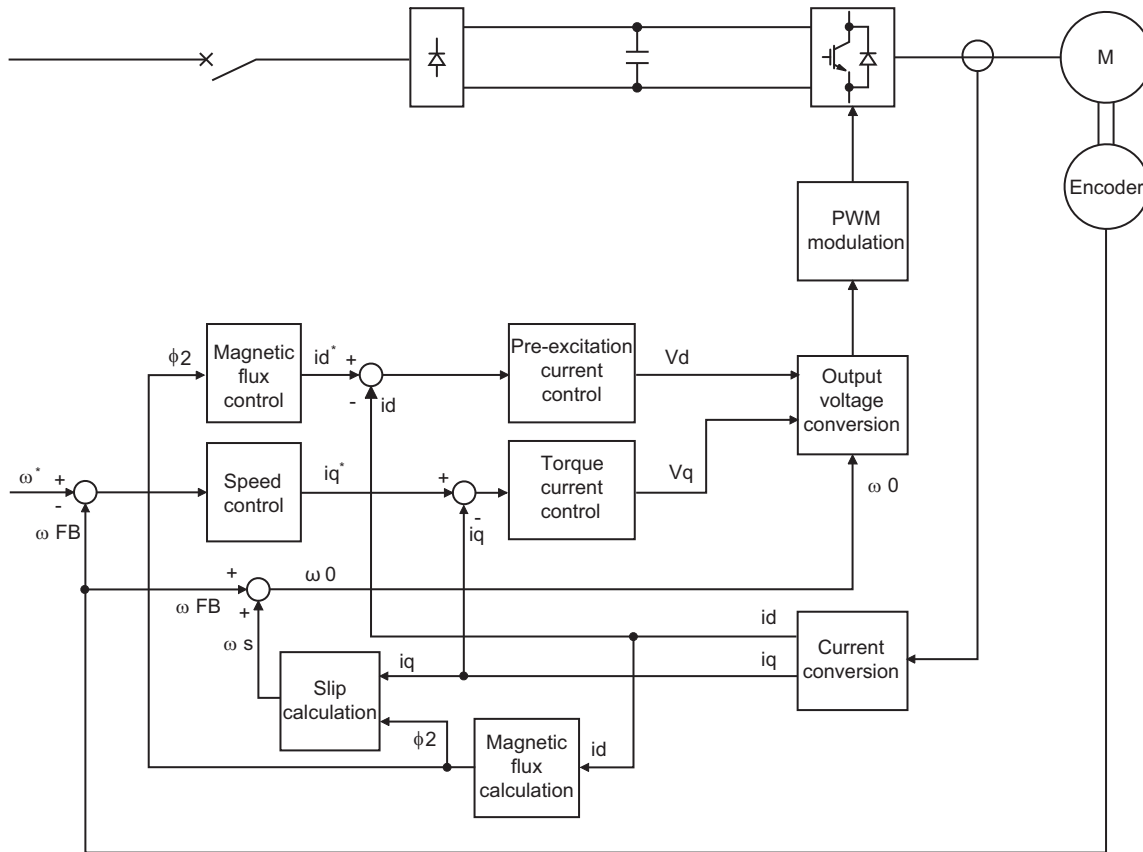 M
Encoder
PWM
modulation
ϕ2
Magnetic
flux
control
id*
+
-
id
Pre-excitation
current
control
Vd
Output
voltage
conversion
ω*
+
-
ω FB
Speed
control
iq*
+
-
iq
Torque
current
control
Vq
ω 0
+
ω FB
+
ω 0
ω s
id
iq
Current
conversion
Slip
calculation
iq
ϕ2
Magnetic
flux
calculation
id